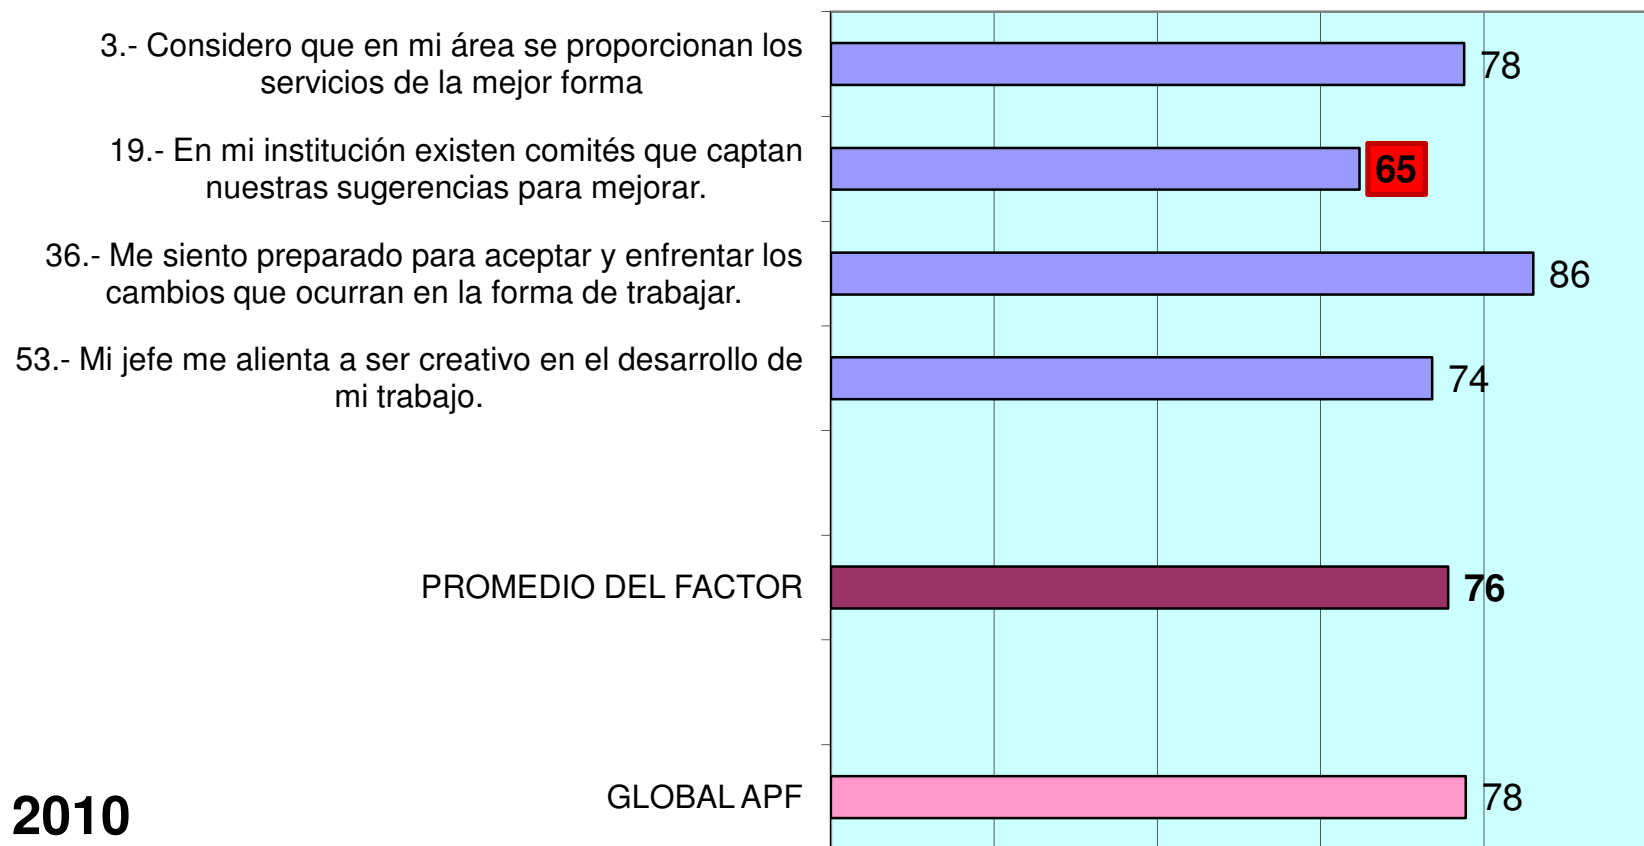 3.- Considero que en mi área se proporcionan los
servicios de la mejor forma
78
19.- En mi institución existen comités que captan
nuestras sugerencias para mejorar.
65
36.- Me siento preparado para aceptar y enfrentar los
cambios que ocurran en la forma de trabajar.
86
53.- Mi jefe me alienta a ser creativo en el desarrollo de
mi trabajo.
74
PROMEDIO DEL FACTOR
76
GLOBAL APF
78
2010